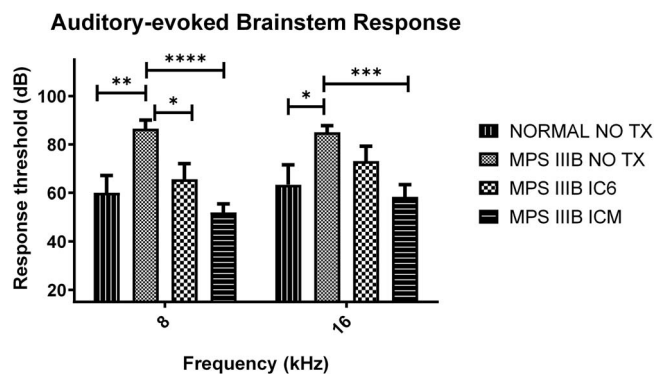 Auditory-evoked Brainstem Response
Response threshold (dB)
100
80
60
40
20
**
****
*
*
***
8
16
Frequency (kHz)
NORMAL NO TX
MPS IIIB NO TX
MPS IIIB IC6
MPS IIIB ICM